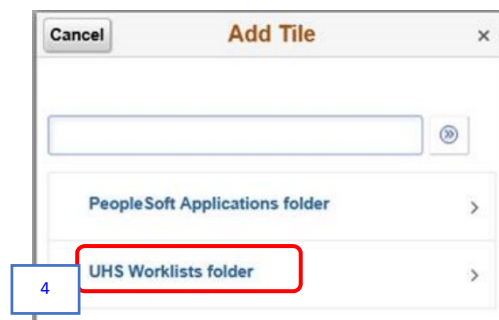 Cancel Add Tile ×
PeopleSoft Applications folder
UHS Worklists folder
4